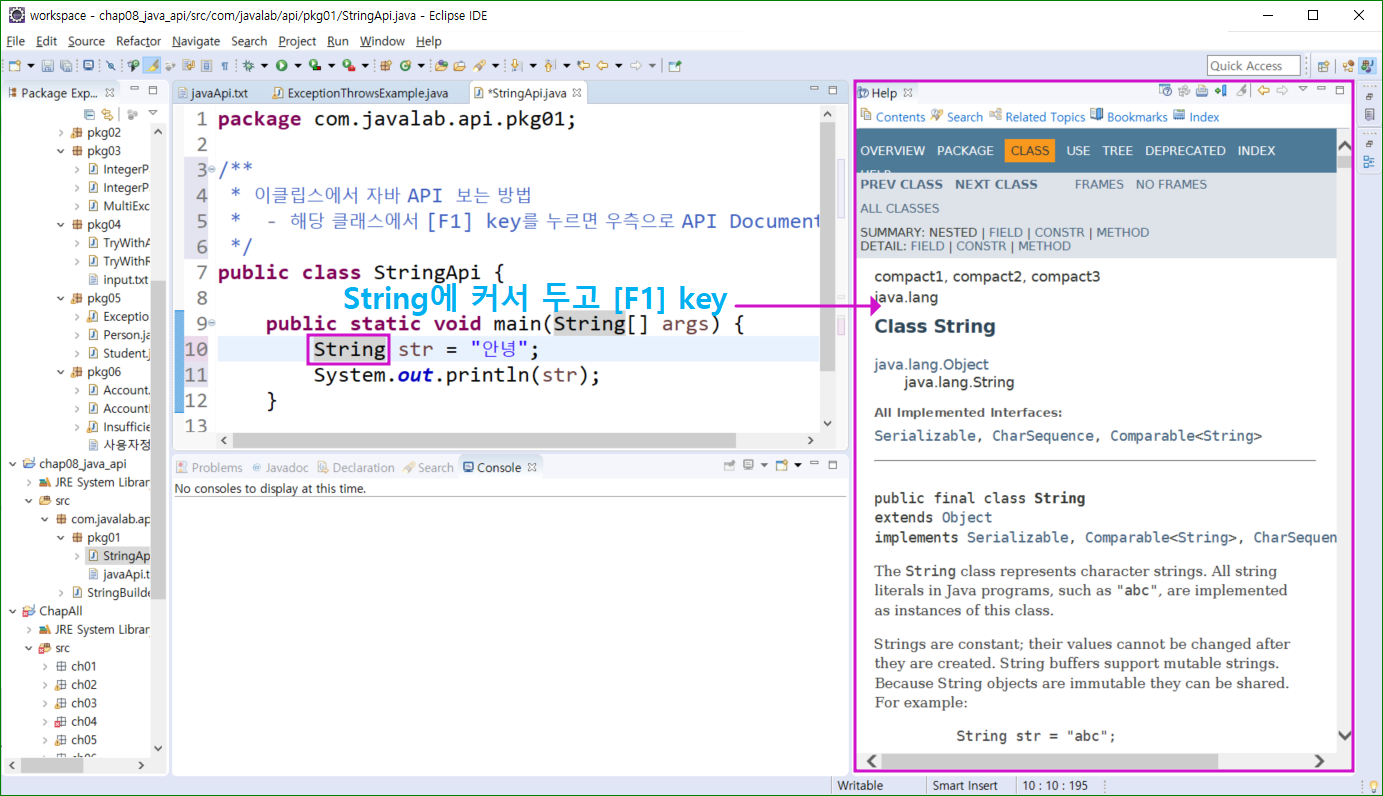 workspace - chap08_java_api/src/com/javalab/api/pkg01/StringApi.java - Eclipse IDE
File Edit Source Refactor Navigate Search Project Run Window Help
Quick Access
Package Exp...
pkg02
pkg03
IntegerP
IntegerP
MultiExc
pkg04
TryWithA
TryWithR
input.txt
pkg05
Exceptio
Person.ja
Student.j
pkg06
Account.
Account
Insufficie
사용자정
chap08_java_api
JRE System Librar
src
com.javalab.ap
pkg01
StringAp
javaApi.t
StringBuilde
ChapAll
JRE System Librar
src
ch01
ch02
ch03
ch04
ch05
javaApi.txt ExceptionThrowsExample.java *StringApi.java
1 package com.javalab.api.pkg01;
2
3 /**
4 * 이클립스에서 자바 API 보는 방법
5 * - 해당 클래스에서 [F1] key를 누르면 우측으로 API Document
6 */
7 public class StringApi {
8
String에 커서 두고 [F1] key
9 public static void main(String[] args) {
10 String str = "안녕";
11 System.out.println(str);
12 }
13
Problems Javadoc Declaration Search Console
No consoles to display at this time.
Help
Contents Search Related Topics Bookmarks Index
OVERVIEW PACKAGE CLASS USE TREE DEPRECATED INDEX
HELP
PREV CLASS NEXT CLASS FRAMES NO FRAMES
ALL CLASSES
SUMMARY: NESTED | FIELD | CONSTR | METHOD
DETAIL: FIELD | CONSTR | METHOD
compact1, compact2, compact3
java.lang
Class String
java.lang.Object
java.lang.String
All Implemented Interfaces:
Serializable, CharSequence, Comparable<String>
public final class String
extends Object
implements Serializable, Comparable<String>, CharSequen
The String class represents character strings. All string
literals in Java programs, such as "abc", are implemented
as instances of this class.
Strings are constant; their values cannot be changed after
they are created. String buffers support mutable strings.
Because String objects are immutable they can be shared.
For example:
String str = "abc";
Writable Smart Insert 10 : 10 : 195